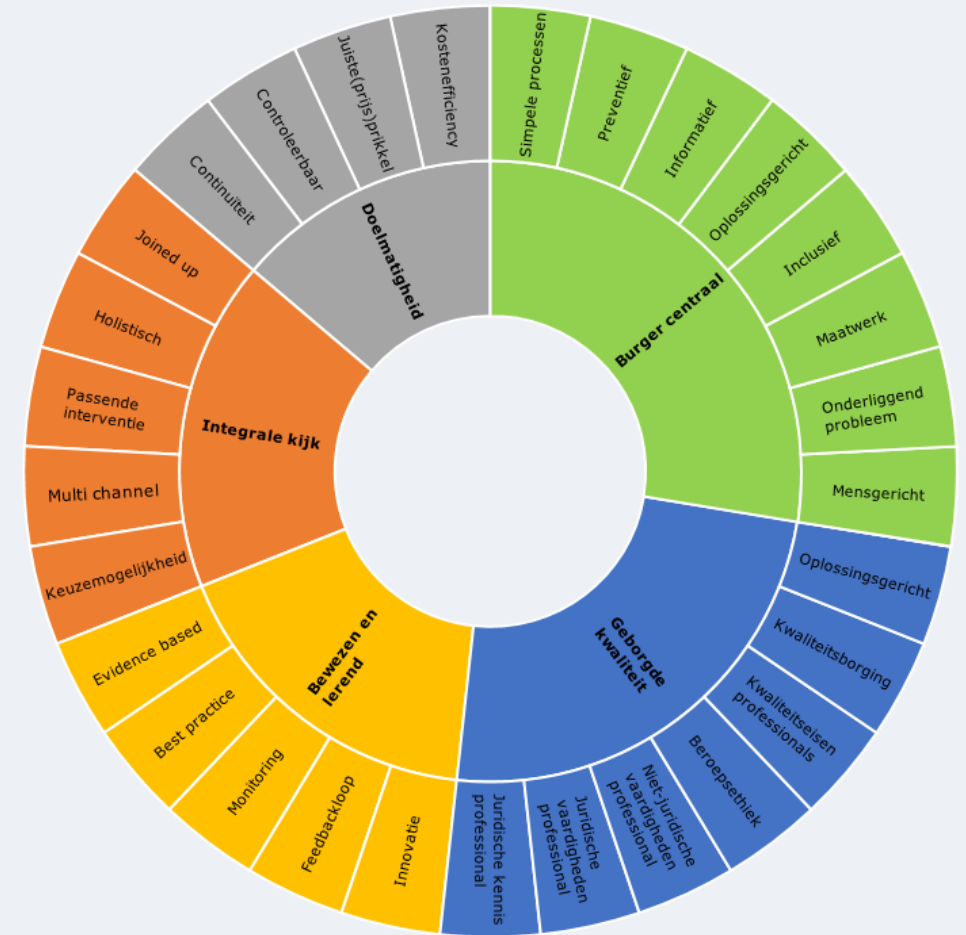 Burger centraal
Simpele processen
Preventief
Informatief
Oplossingsgericht
Inclusief
Maatwerk
Onderliggend
probleem
Mensgericht
Geborgde
kwaliteit
Oplossingsgericht
Kwaliteitsborging
Kwaliteitseisen
professionals
Beroepsethiek
Niet-juridische
vaardigheden
professional
Juridische
vaardigheden
professional
Juridische kennis
professional
Bewezen en
lerend
Innovatie
Feedbackloop
Monitoring
Best practice
Evidence based
Integrale kijk
Keuzemogelijkheid
Multi channel
Passende
interventie
Holistisch
Joined up
Doelmatigheid
Continuïteit
Controleerbaar
Juiste(prijs)prikkel
Kostenefficiency